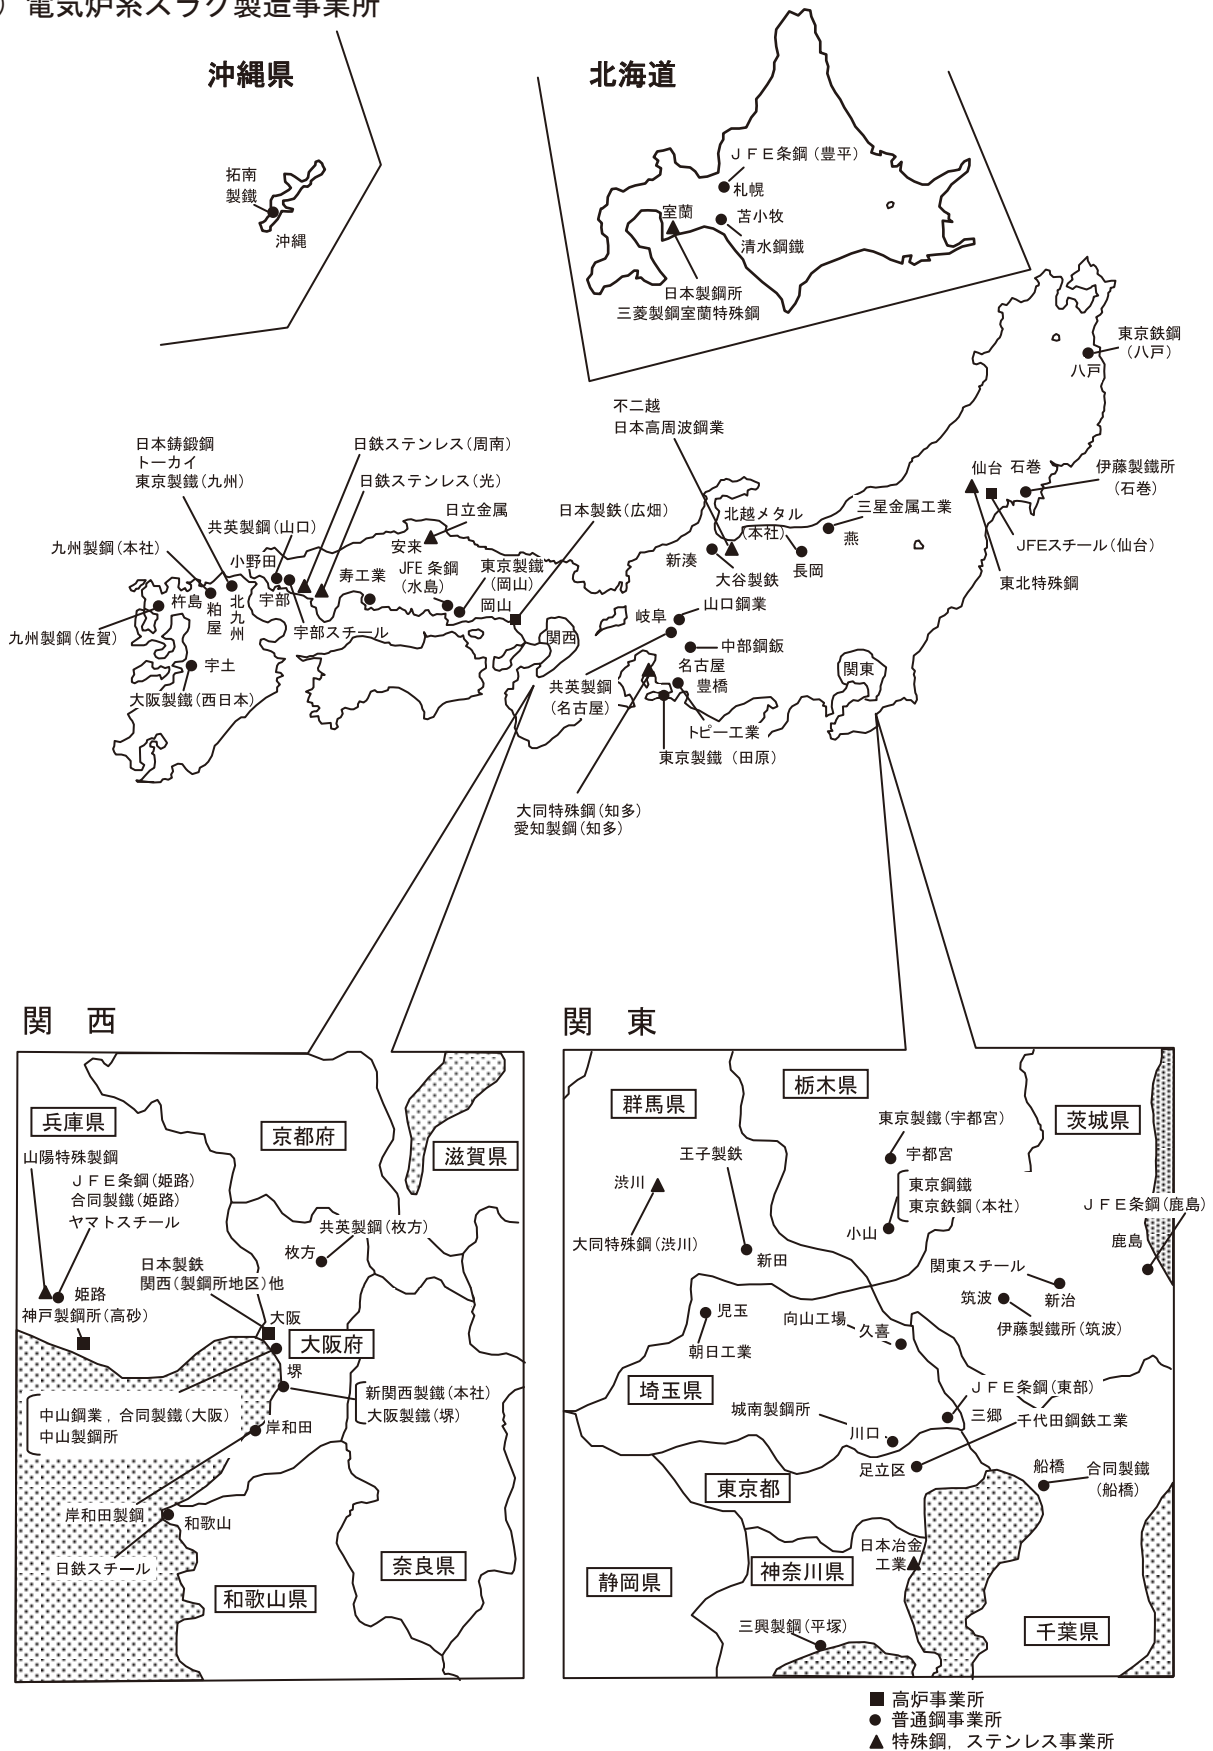 ）電気炉系スラグ製造事業所
沖縄県
拓南
製鐵
沖縄
北海道
ＪＦＥ条鋼（豊平）
札幌
室蘭
苫小牧
清水鋼鐵
日本製鋼所
三菱製鋼室蘭特殊鋼
東京鉄鋼
（八戸）
八戸
不二越
日本高周波鋼業
仙台
石巻
伊藤製鐵所
（石巻）
JFEスチール（仙台）
東北特殊鋼
三星金属工業
燕
北越メタル
（本社）
長岡
新湊
大谷製鉄
日本鋳鍛鋼
トーカイ
東京製鐵（九州）
日鉄ステンレス（周南）
日鉄ステンレス（光）
日立金属
安来
日本製鉄（広畑）
共英製鋼（山口）
九州製鋼（本社）
小野田
寿工業
JFE 条鋼
（水島）
東京製鐵
（岡山）
岡山
杵島
粕屋
北九州
宇部
宇部スチール
九州製鋼（佐賀）
宇土
大阪製鐵（西日本）
関西
岐阜
山口鋼業
中部鋼鈑
名古屋
豊橋
共英製鋼
（名古屋）
トピー工業
東京製鐵（田原）
関東
大同特殊鋼（知多）
愛知製鋼（知多）
関　西
兵庫県
京都府
滋賀県
山陽特殊製鋼
ＪＦＥ条鋼（姫路）
合同製鐵（姫路）
ヤマトスチール
共英製鋼（枚方）
枚方
日本製鉄
関西（製鋼所地区）他
姫路
神戸製鋼所（高砂）
大阪
大阪府
堺
新関西製鐵（本社）
大阪製鐵（堺）
中山鋼業，合同製鐵（大阪）
中山製鋼所
岸和田
岸和田製鋼
和歌山
日鉄スチール
奈良県
和歌山県
関　東
群馬県
栃木県
茨城県
東京製鐵（宇都宮）
宇都宮
王子製鉄
渋川
東京鋼鐵
東京鉄鋼（本社）
ＪＦＥ条鋼（鹿島）
小山
鹿島
大同特殊鋼（渋川）
新田
関東スチール
筑波
新治
伊藤製鐵所（筑波）
児玉
朝日工業
向山工場
久喜
埼玉県
ＪＦＥ条鋼（東部）
城南製鋼所
三郷
千代田鋼鉄工業
川口
足立区
船橋
合同製鐵
（船橋）
東京都
日本冶金
工業
静岡県
神奈川県
三興製鋼（平塚）
千葉県
■ 高炉事業所
● 普通鋼事業所
▲ 特殊鋼，ステンレス事業所